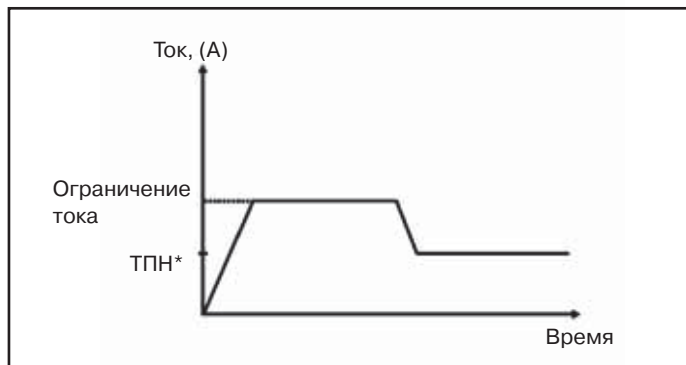 Ток, (А)
Ограничение
тока
ТПН*
Время